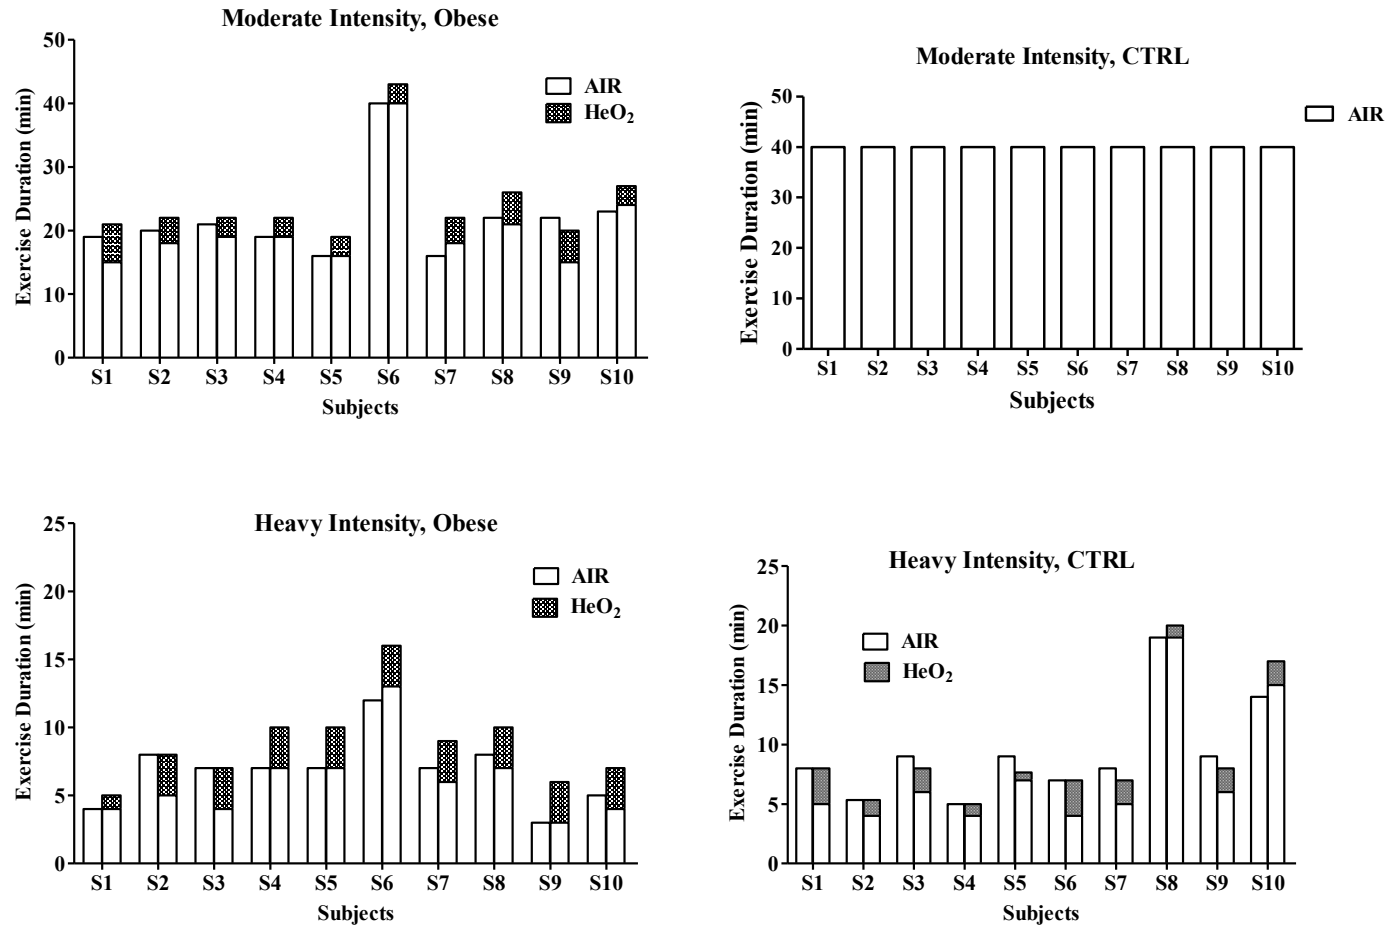 Moderate Intensity, Obese
50
40
30
20
10
0
Exercise Duration (min)
AIR
HeO₂
S1 S2 S3 S4 S5 S6 S7 S8 S9 S10
Subjects
Moderate Intensity, CTRL
50
40
30
20
10
0
Exercise Duration (min)
AIR
S1 S2 S3 S4 S5 S6 S7 S8 S9 S10
Subjects
Heavy Intensity, Obese
25
20
15
10
5
0
Exercise Duration (min)
AIR
HeO₂
S1 S2 S3 S4 S5 S6 S7 S8 S9 S10
Subjects
Heavy Intensity, CTRL
25
20
15
10
5
0
Exercise Duration (min)
AIR
HeO₂
S1 S2 S3 S4 S5 S6 S7 S8 S9 S10
Subjects